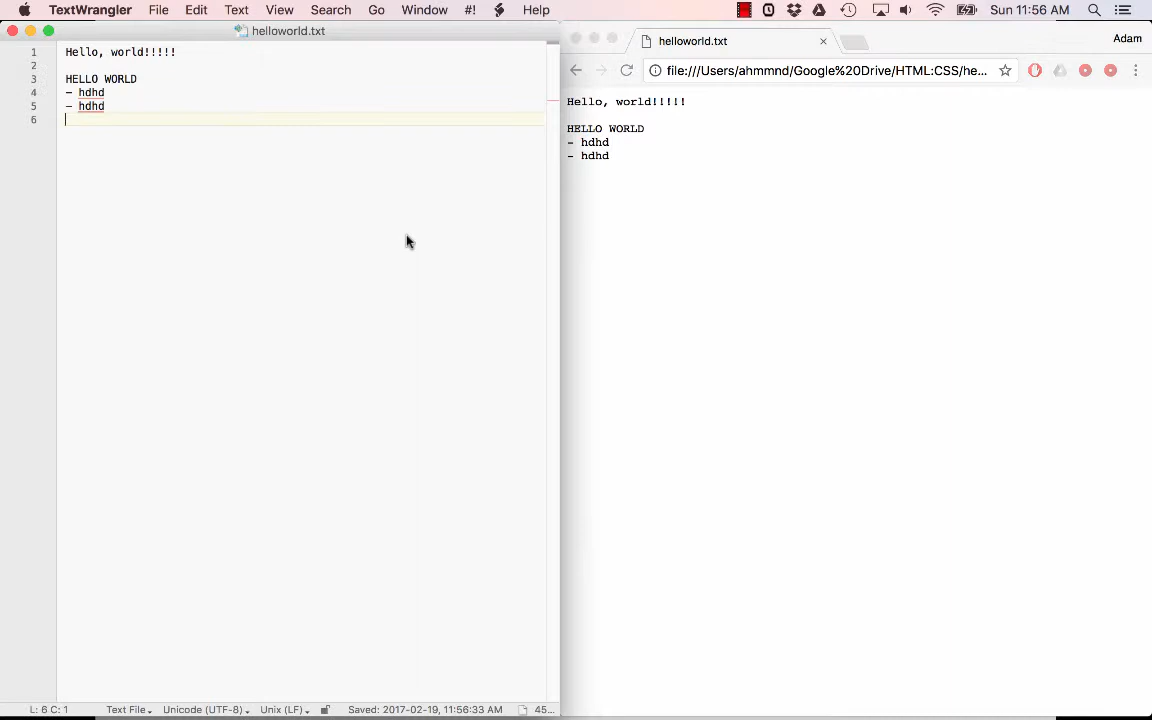 TextWrangler File Edit Text View Search Go Window #! Help Sun 11:56 AM
helloworld.txt
1 Hello, world!!!!!
2
3 HELLO WORLD
4 - hdhd
5 - hdhd
6
L: 6 C: 1 Text File Unicode (UTF-8) Unix (LF) Saved: 2017-02-19, 11:56:33 AM 45...
helloworld.txt × Adam
file:///Users/ahmmnd/Google%20Drive/HTML:CSS/he...
Hello, world!!!!!
HELLO WORLD
- hdhd
- hdhd